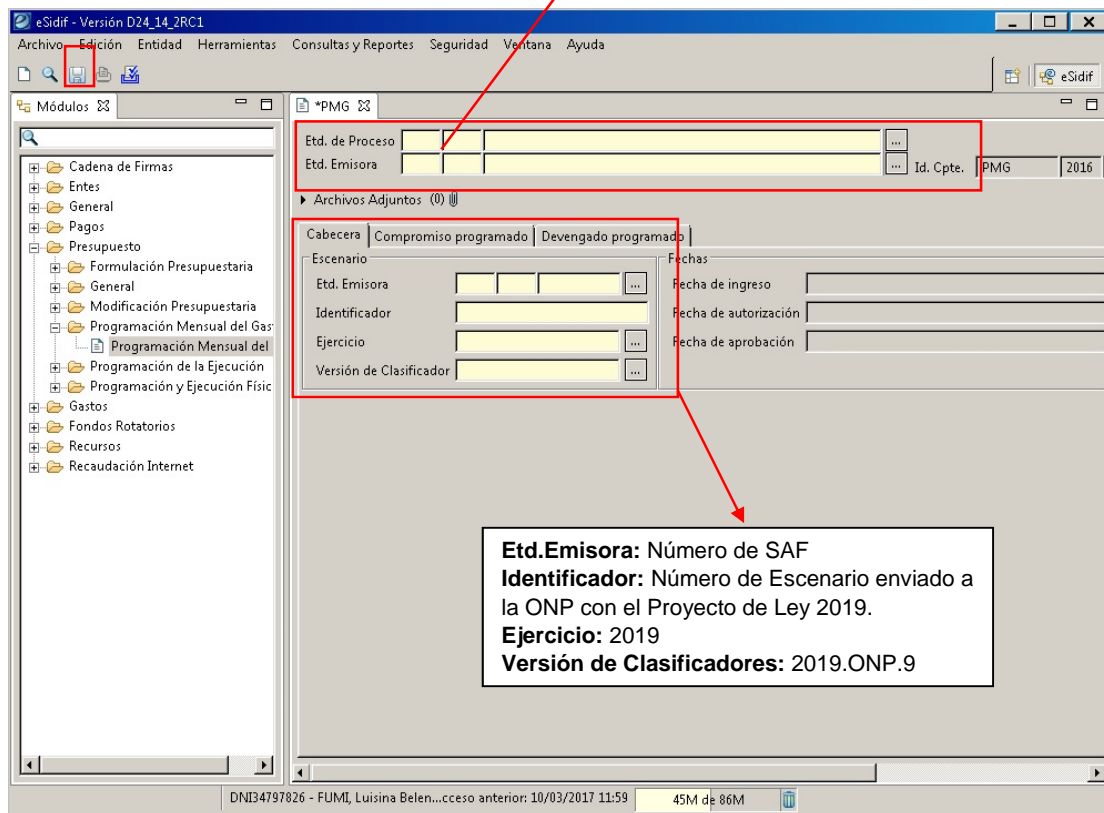 eSidif - Versión D24_14_2RC1
Archivo Edición Entidad Herramientas Consultas y Reportes Seguridad Ventana Ayuda
eSidif
Módulos
*PMG
Cadena de Firmas
Entes
General
Pagos
Presupuesto
Formulación Presupuestaria
General
Modificación Presupuestaria
Programación Mensual del Gas
Programación Mensual del
Programación de la Ejecución
Programación y Ejecución Físic
Gastos
Fondos Rotatorios
Recursos
Recaudación Internet
Etd. de Proceso ...
Etd. Emisora ... Id. Cpte. PMG 2016
Archivos Adjuntos (0)
Cabecera Compromiso programado Devengado programado
Escenario
Etd. Emisora ...
Identificador
Ejercicio ...
Versión de Clasificador ...
Fechas
Fecha de ingreso
Fecha de autorización
Fecha de aprobación
Etd.Emisora: Número de SAF
Identificador: Número de Escenario enviado a
la ONP con el Proyecto de Ley 2019.
Ejercicio: 2019
Versión de Clasificadores: 2019.ONP.9
DNI34797826 - FUMI, Luisina Belen...cceso anterior: 10/03/2017 11:59 45M de 86M